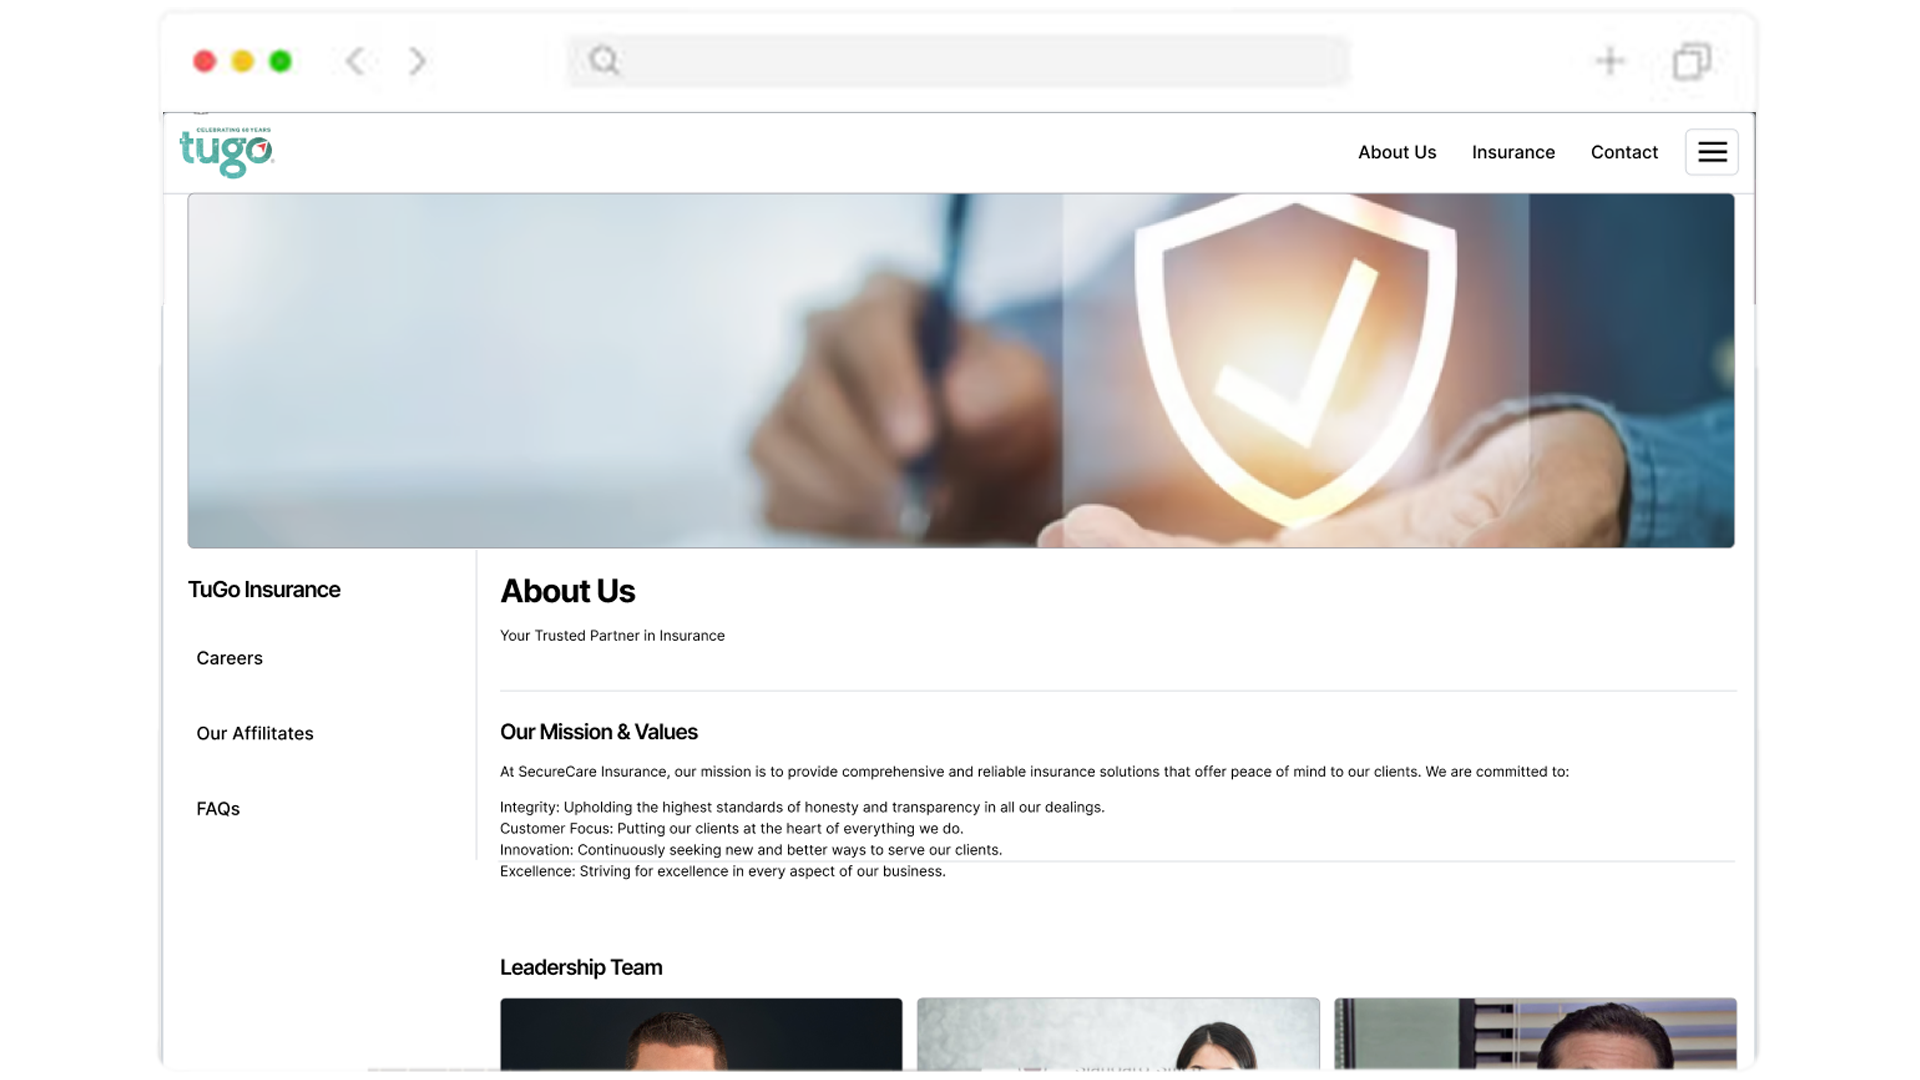 CELEBRATING 60 YEARS
tugo
About Us
Insurance
Contact
TuGo Insurance
Careers
Our Affilitates
FAQs
About Us
Your Trusted Partner in Insurance
Our Mission & Values
At SecureCare Insurance, our mission is to provide comprehensive and reliable insurance solutions that offer peace of mind to our clients. We are committed to:
Integrity: Upholding the highest standards of honesty and transparency in all our dealings.
Customer Focus: Putting our clients at the heart of everything we do.
Innovation: Continuously seeking new and better ways to serve our clients.
Excellence: Striving for excellence in every aspect of our business.
Leadership Team